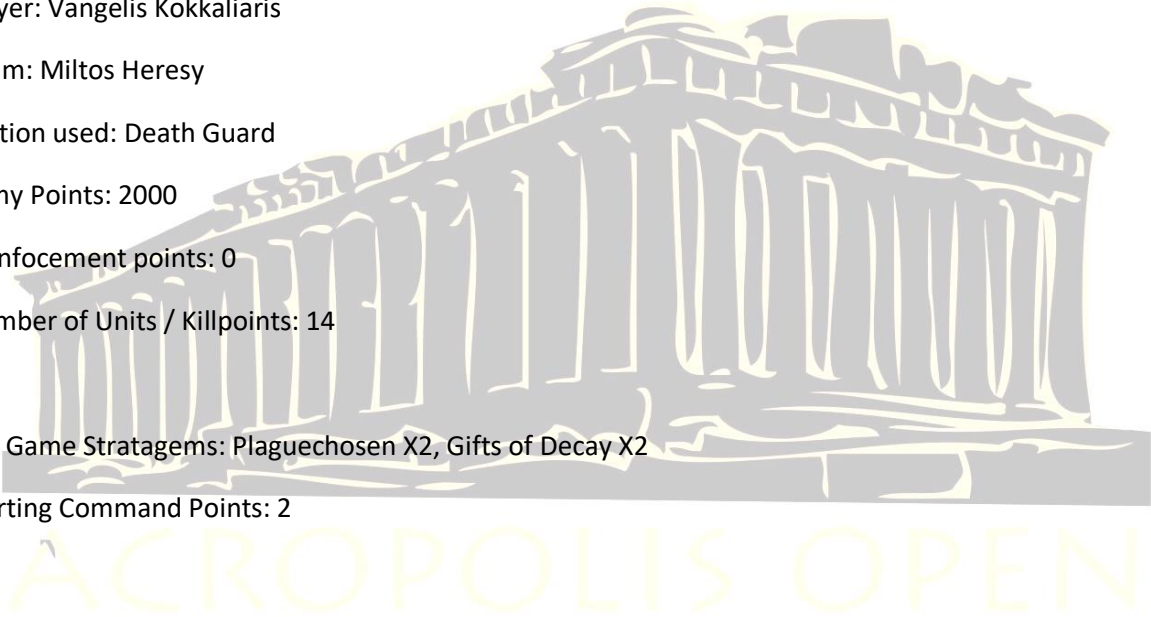 yer: Vangelis Kokkaliaris
m: Miltos Heresy
tion used: Death Guard
ny Points: 2000
nfocement points: 0
mber of Units / Killpoints: 14
Game Stratagems: Plaguechosen X2, Gifts of Decay X2
rting Command Points: 2
ACROPOLIS OPEN